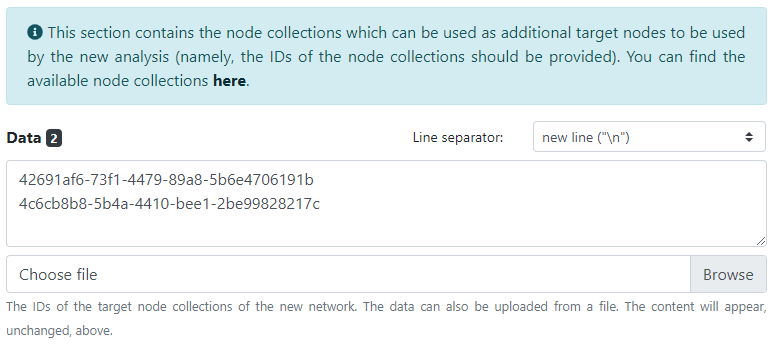 This section contains the node collections which can be used as additional target nodes to be used
by the new analysis (namely, the IDs of the node collections should be provided). You can find the
available node collections here.
Data 2
Line separator:
new line ("\n")
42691af6-73f1-4479-89a8-5b6e4706191b
4c6cb8b8-5b4a-4410-bee1-2be99828217c
Choose file
Browse
The IDs of the target node collections of the new network. The data can also be uploaded from a file. The content will appear,
unchanged, above.